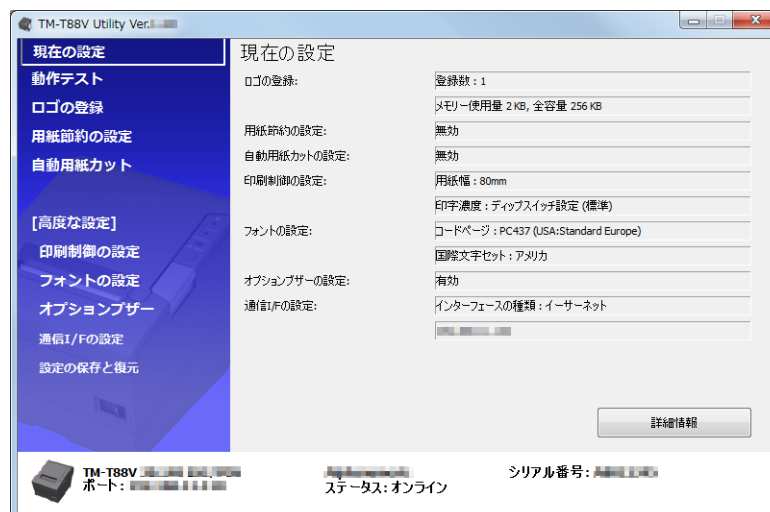 TM-T88V Utility Ver.
現在の設定
動作テスト
ロゴの登録
用紙節約の設定
自動用紙カット
[高度な設定]
印刷制御の設定
フォントの設定
オプションブザー
通信I/Fの設定
設定の保存と復元
現在の設定
ロゴの登録: 登録数 : 1
メモリー使用量 2 KB, 全容量 256 KB
用紙節約の設定: 無効
自動用紙カットの設定: 無効
印刷制御の設定: 用紙幅 : 80mm
印字濃度 : ディップスイッチ設定 (標準)
フォントの設定: コードページ : PC437 (USA:Standard Europe)
国際文字セット : アメリカ
オプションブザーの設定: 有効
通信I/Fの設定: インターフェースの種類 : イーサーネット
詳細情報
TM-T88V
ポート :
ステータス : オンライン
シリアル番号 :